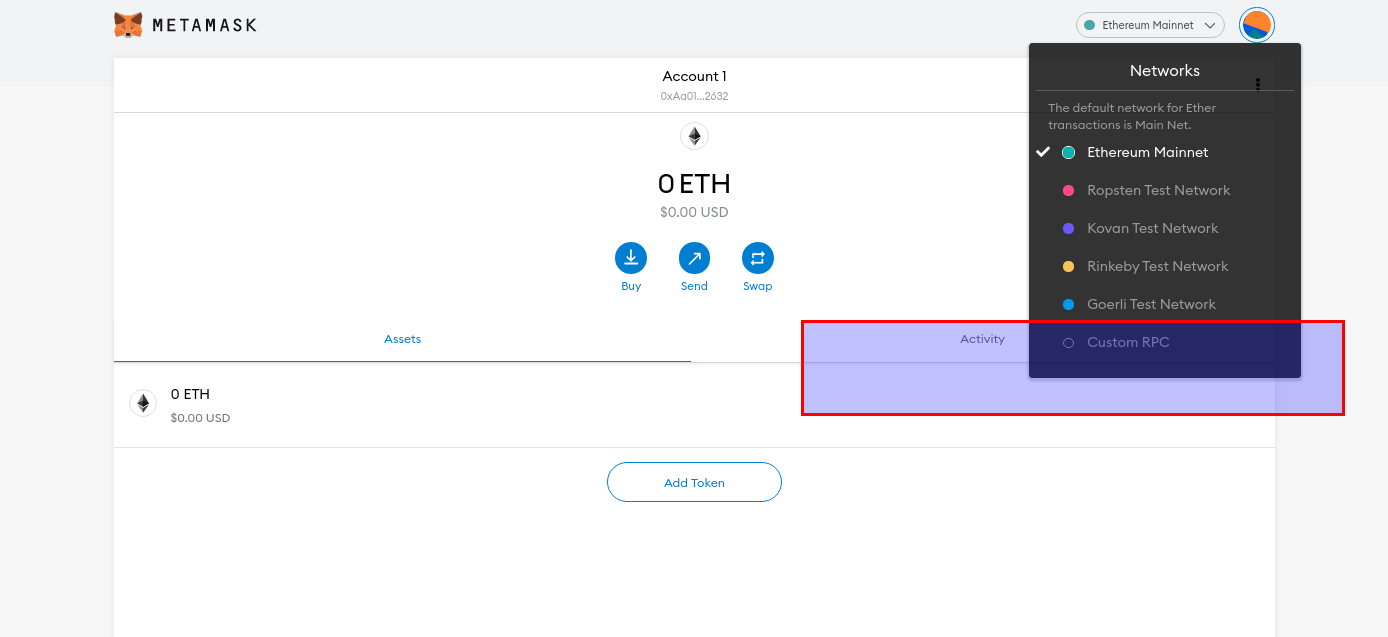 METAMASK
Ethereum Mainnet
Account 1
0xAa01...2632
0 ETH
$0.00 USD
Buy
Send
Swap
Assets
Activity
0 ETH
$0.00 USD
Add Token
Networks
The default network for Ether
transactions is Main Net.
Ethereum Mainnet
Ropsten Test Network
Kovan Test Network
Rinkeby Test Network
Goerli Test Network
Custom RPC